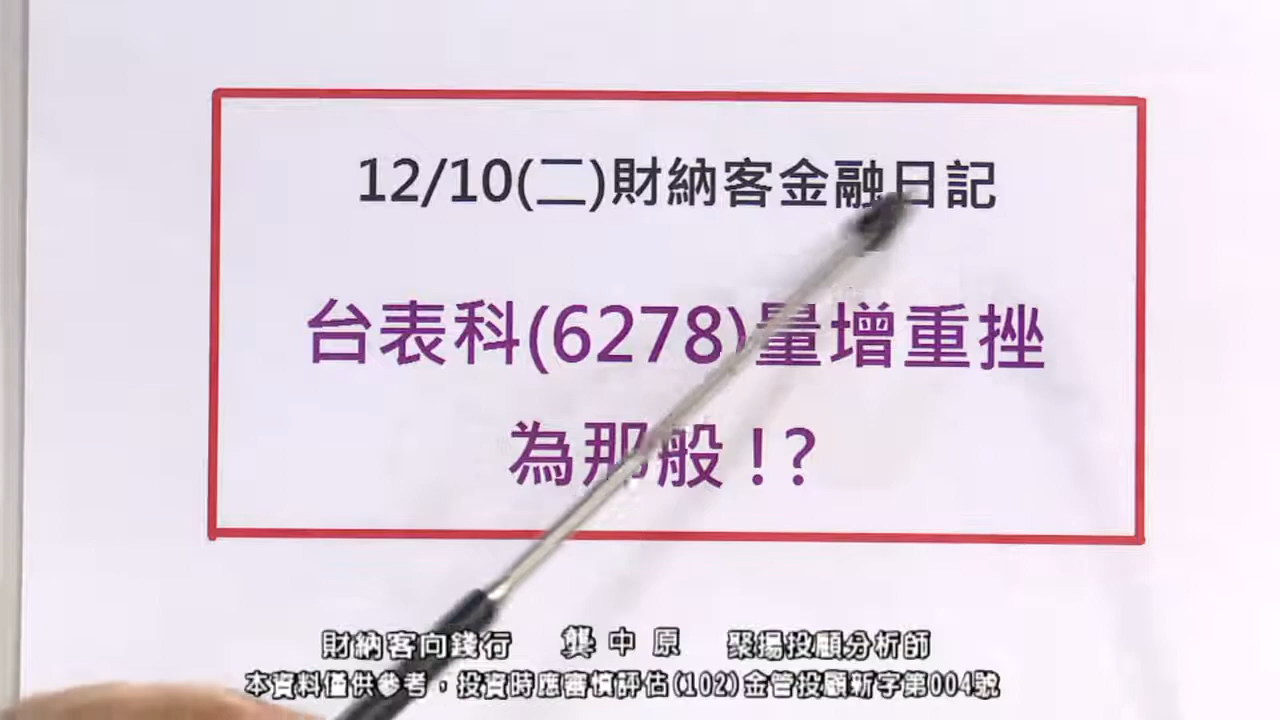 12/10(二)財納客金融日記
台表科(6278)量增重挫
為那般!?
財納客向錢行 龔中原 聚揚投顧分析師
本資料僅供參考,投資時應審慎評估(102)金管投顧新字第004號